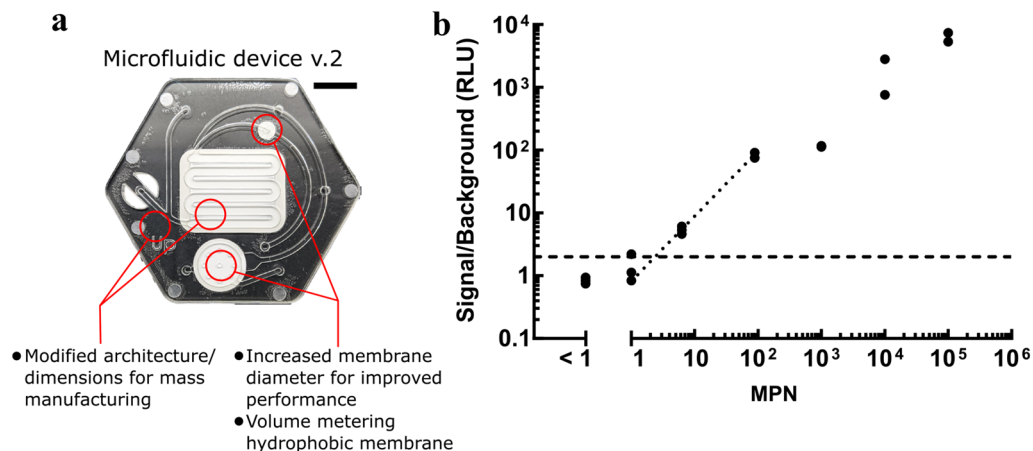 a
Microfluidic device v.2
UP
● Modified architecture/
dimensions for mass
manufacturing
● Increased membrane
diameter for improved
performance
● Volume metering
hydrophobic membrane
b
Signal/Background (RLU)
10⁴
10³
10²
10
1
0.1
< 1
1
10
10²
10³
10⁴
10⁵
10⁶
MPN